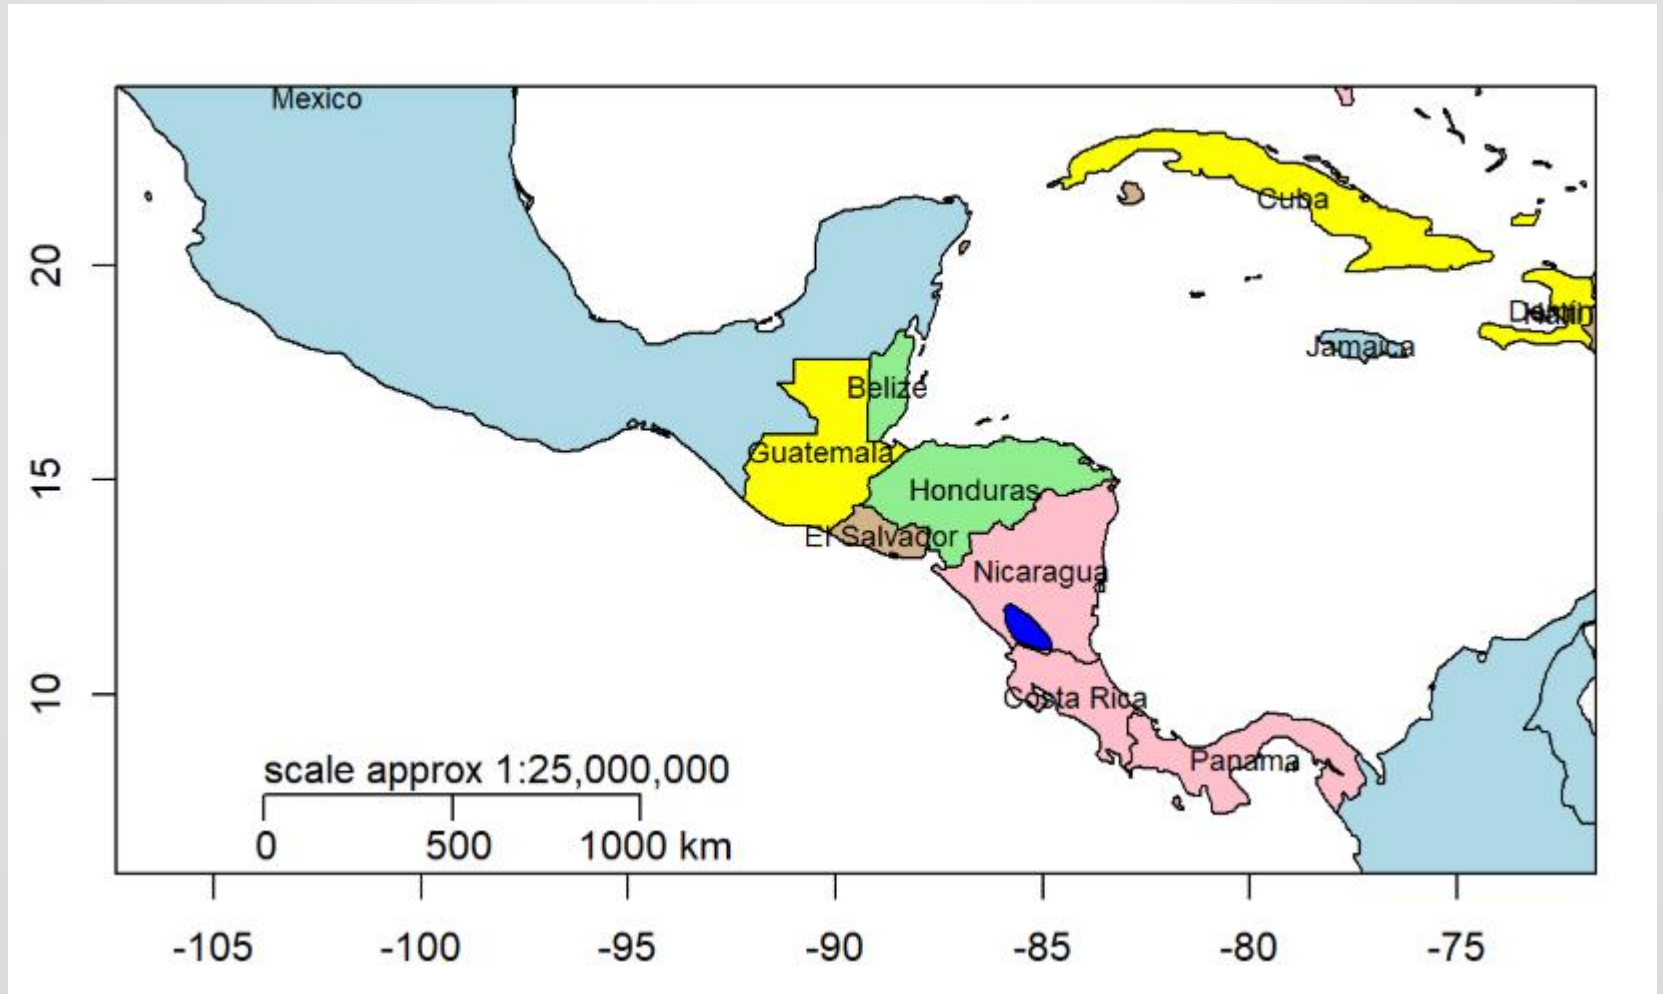 Mexico
Cuba
20
Jamaica
Belize
Guatemala
15
Honduras
El Salvador
Nicaragua
10
Costa Rica
Panama
scale approx 1:25,000,000
0 500 1000 km
-105 -100 -95 -90 -85 -80 -75